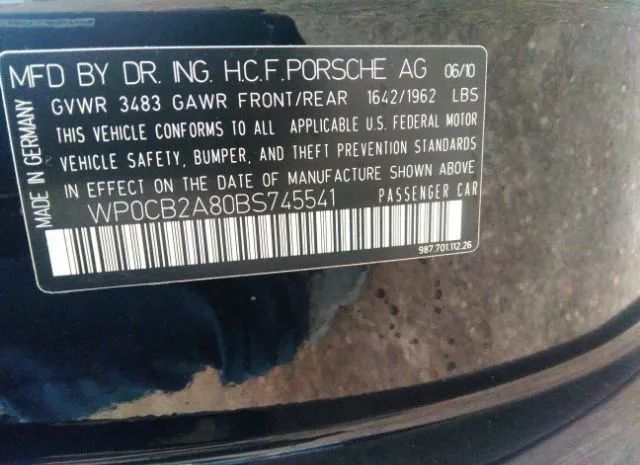 MFD BY DR. ING. H.C.F. PORSCHE AG 06/10
GVWR 3483 GAWR FRONT/REAR 1642/1962 LBS
THIS VEHICLE CONFORMS TO ALL APPLICABLE U.S. FEDERAL MOTOR
VEHICLE SAFETY, BUMPER, AND THEFT PREVENTION STANDARDS
IN EFFECT ON THE DATE OF MANUFACTURE SHOWN ABOVE
WP0CB2A80BS745541 PASSENGER CAR
987.701.112.26
MADE IN GERMANY